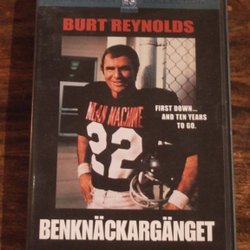 BURT REYNOLDS
MEAN MACHINE
22
FIRST DOWN...
AND TEN YEARS
TO GO.
BENKNÄCKARGÄNGET